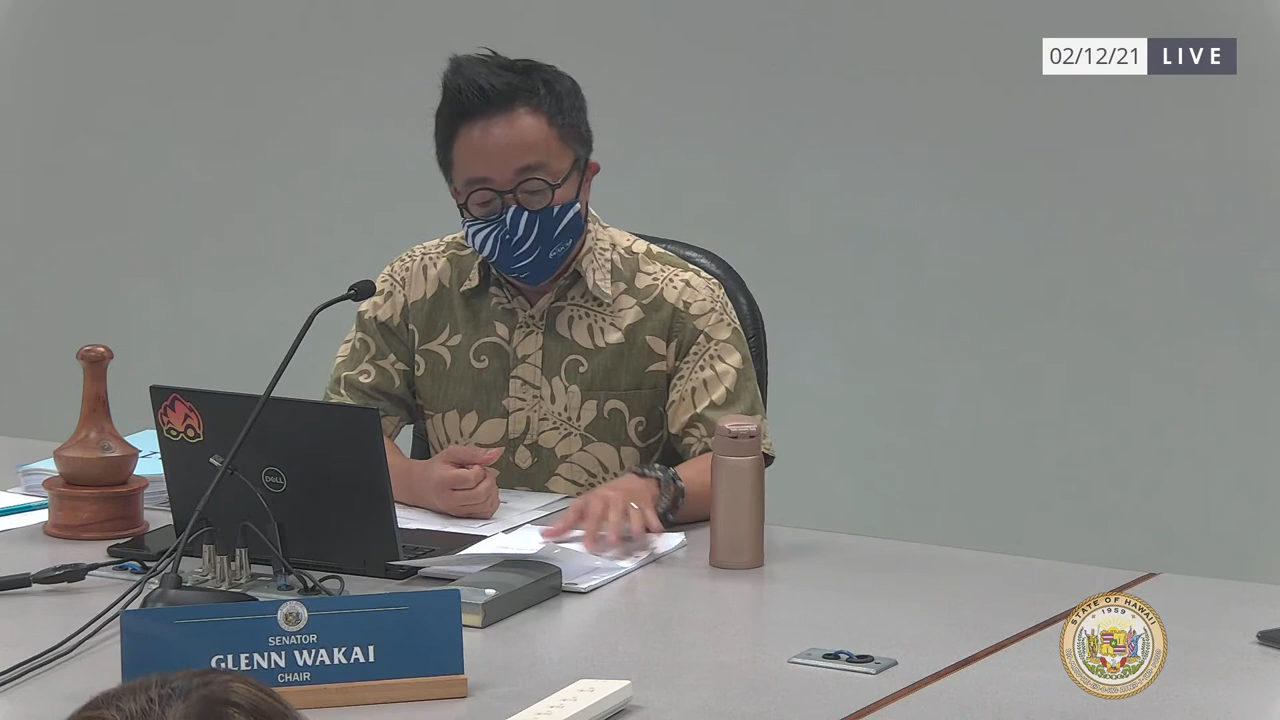 02/12/21 LIVE
DELL
SENATOR
GLENN WAKAI
CHAIR
STATE OF HAWAII
1959